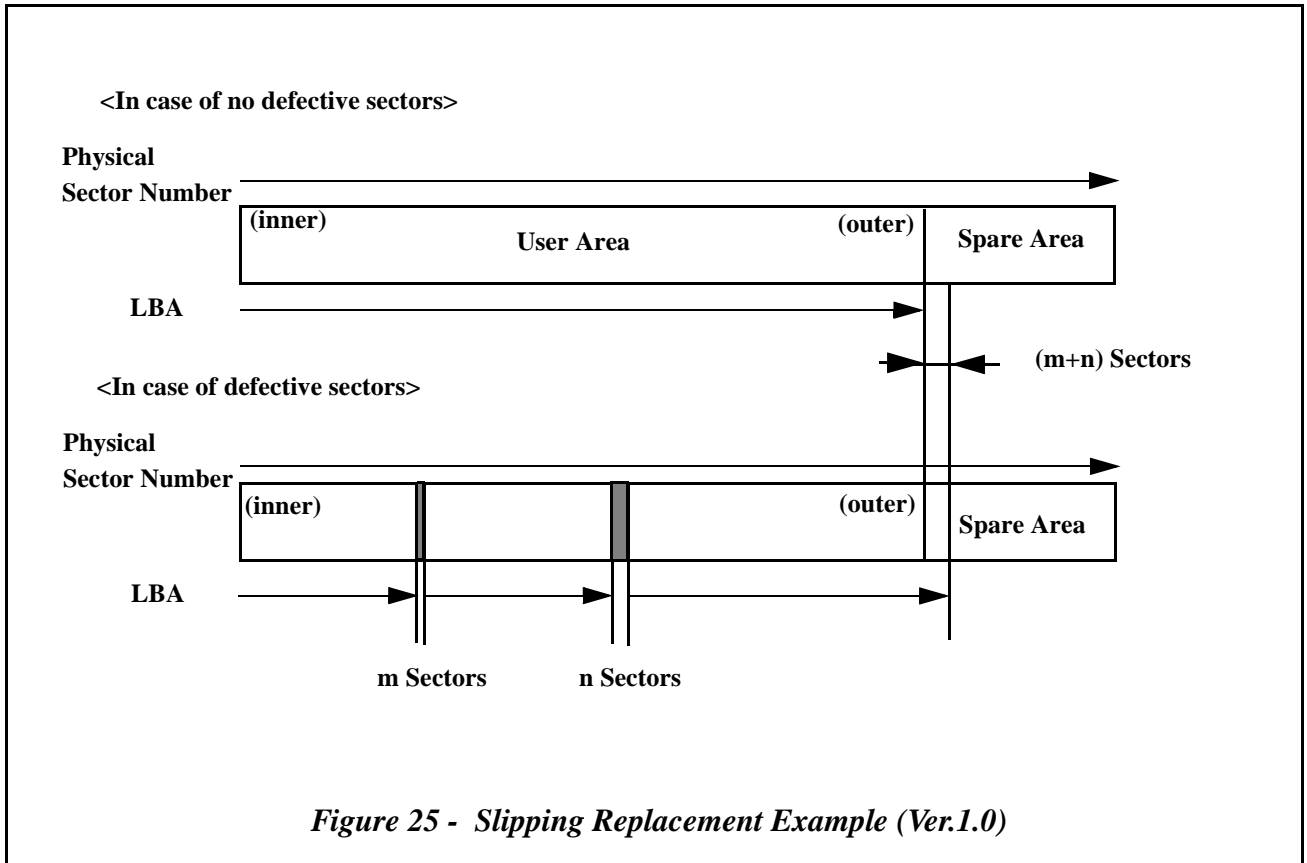 <In case of no defective sectors>
Physical
Sector Number
(inner)
User Area
(outer)
Spare Area
LBA
(m+n) Sectors
<In case of defective sectors>
Physical
Sector Number
(inner)
(outer)
Spare Area
LBA
m Sectors
n Sectors
Figure 25 - Slipping Replacement Example (Ver.1.0)